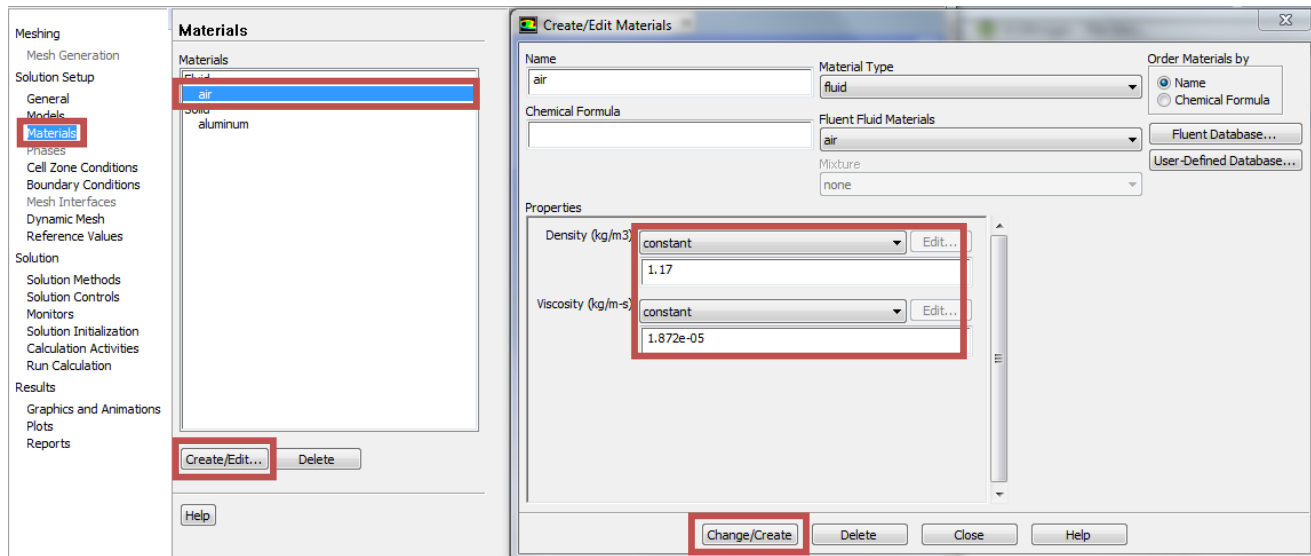 Meshing
Mesh Generation
Solution Setup
General
Models
Materials
Phases
Cell Zone Conditions
Boundary Conditions
Mesh Interfaces
Dynamic Mesh
Reference Values
Solution
Solution Methods
Solution Controls
Monitors
Solution Initialization
Calculation Activities
Run Calculation
Results
Graphics and Animations
Plots
Reports
Materials
Materials
Fluid
air
Solid
aluminum
Create/Edit...
Delete
Help
Create/Edit Materials
Name
air
Chemical Formula
Material Type
fluid
Fluent Fluid Materials
air
Mixture
none
Order Materials by
Name
Chemical Formula
Fluent Database...
User-Defined Database...
Properties
Density (kg/m3)
constant
Edit...
1.17
Viscosity (kg/m-s)
constant
Edit...
1.872e-05
Change/Create
Delete
Close
Help